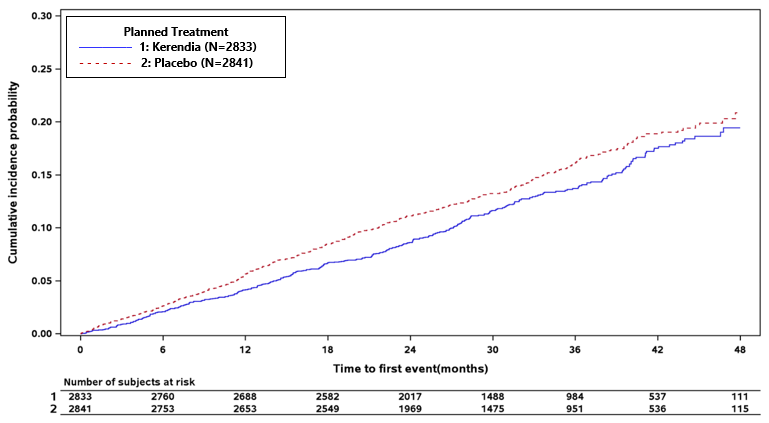 Planned Treatment
1: Kerendia (N=2833)
2: Placebo (N=2841)
Cumulative incidence probability
0.30
0.25
0.20
0.15
0.10
0.05
0.00
0 6 12 18 24 30 36 42 48
Time to first event(months)
Number of subjects at risk
1 2833 2760 2688 2582 2017 1488 984 537 111
2 2841 2753 2653 2549 1969 1475 951 536 115